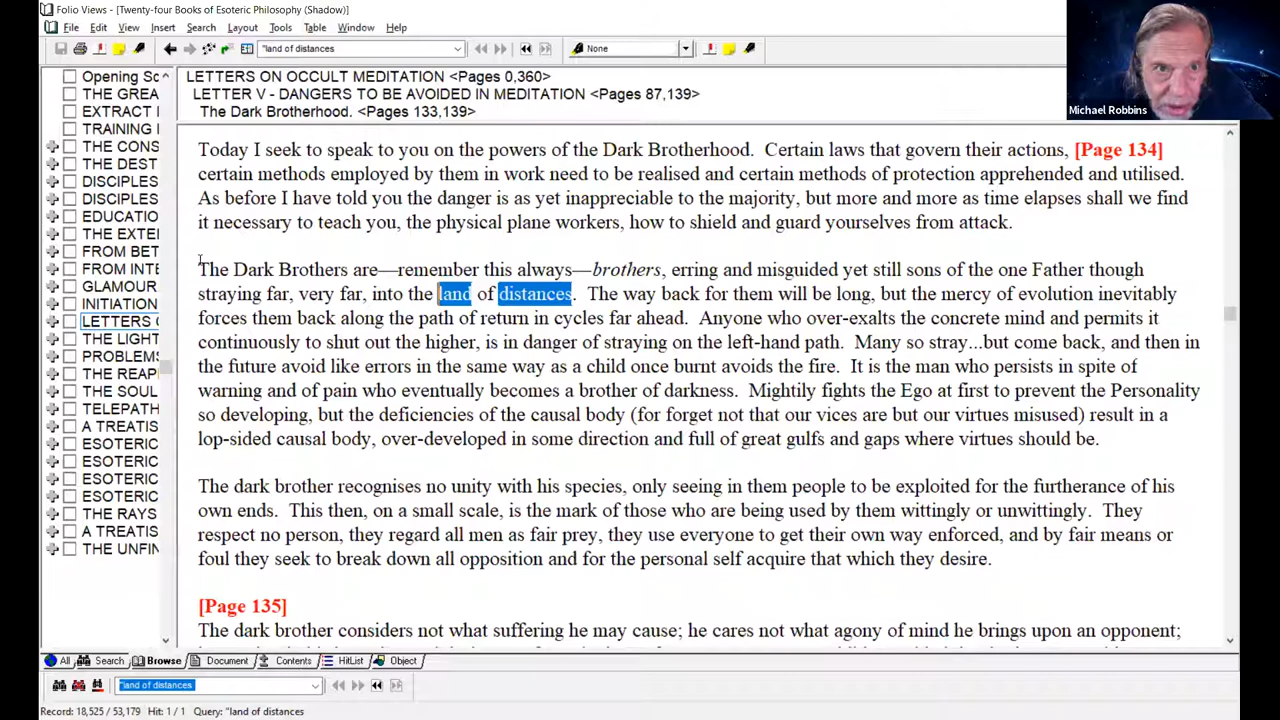 Folio Views - [Twenty-four Books of Esoteric Philosophy (Shadow)]
File Edit View Insert Search Layout Tools Table Window Help
"land of distances
None
Michael Robbins
Opening Sc
THE GREA
EXTRACT
TRAINING
THE CONS
THE DEST
DISCIPLES
DISCIPLES
EDUCATIO
THE EXTE
FROM BET
FROM INTE
GLAMOUR
INITIATION
LETTERS
THE LIGHT
PROBLEMS
THE REAP
THE SOUL
TELEPATH
A TREATIS
ESOTERIC
ESOTERIC
ESOTERIC
ESOTERIC
THE RAYS
A TREATIS
THE UNFIN
LETTERS ON OCCULT MEDITATION <Pages 0,360>
LETTER V - DANGERS TO BE AVOIDED IN MEDITATION <Pages 87,139>
The Dark Brotherhood. <Pages 133,139>
Today I seek to speak to you on the powers of the Dark Brotherhood. Certain laws that govern their actions, [Page 134]
certain methods employed by them in work need to be realised and certain methods of protection apprehended and utilised.
As before I have told you the danger is as yet inappreciable to the majority, but more and more as time elapses shall we find
it necessary to teach you, the physical plane workers, how to shield and guard yourselves from attack.
The Dark Brothers are—remember this always—brothers, erring and misguided yet still sons of the one Father though
straying far, very far, into the land of distances. The way back for them will be long, but the mercy of evolution inevitably
forces them back along the path of return in cycles far ahead. Anyone who over-exalts the concrete mind and permits it
continuously to shut out the higher, is in danger of straying on the left-hand path. Many so stray...but come back, and then in
the future avoid like errors in the same way as a child once burnt avoids the fire. It is the man who persists in spite of
warning and of pain who eventually becomes a brother of darkness. Mightily fights the Ego at first to prevent the Personality
so developing, but the deficiencies of the causal body (for forget not that our vices are but our virtues misused) result in a
lop-sided causal body, over-developed in some direction and full of great gulfs and gaps where virtues should be.
The dark brother recognises no unity with his species, only seeing in them people to be exploited for the furtherance of his
own ends. This then, on a small scale, is the mark of those who are being used by them wittingly or unwittingly. They
respect no person, they regard all men as fair prey, they use everyone to get their own way enforced, and by fair means or
foul they seek to break down all opposition and for the personal self acquire that which they desire.
[Page 135]
The dark brother considers not what suffering he may cause; he cares not what agony of mind he brings upon an opponent;
All Search Browse Document Contents HitList Object
"land of distances
Record: 18,525 / 53,179 Hit: 1 / 1 Query: "land of distances